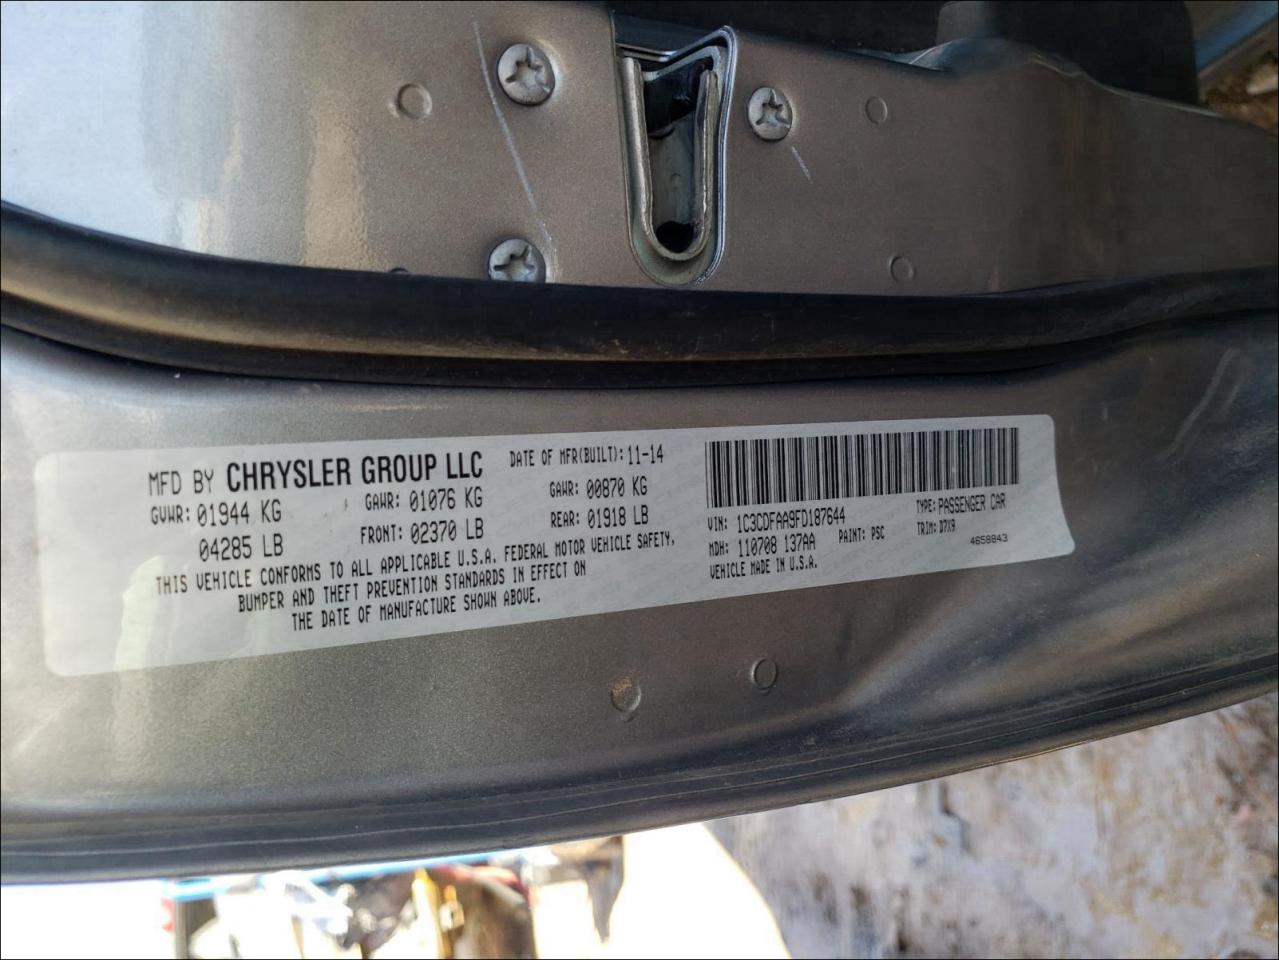 MFD BY CHRYSLER GROUP LLC DATE OF MFR(BUILT): 11-14
GVWR: 01944 KG GAWR: 01076 KG GAWR: 00870 KG
04285 LB FRONT: 02370 LB REAR: 01918 LB
THIS VEHICLE CONFORMS TO ALL APPLICABLE U.S.A. FEDERAL MOTOR VEHICLE SAFETY,
BUMPER AND THEFT PREVENTION STANDARDS IN EFFECT ON
THE DATE OF MANUFACTURE SHOWN ABOVE.
VIN: 1C3CDFAA9FD187644 TYPE: PASSENGER CAR
MDH: 110708 137AA PAINT: PSC TRIM: D7X9
VEHICLE MADE IN U.S.A. 4658843